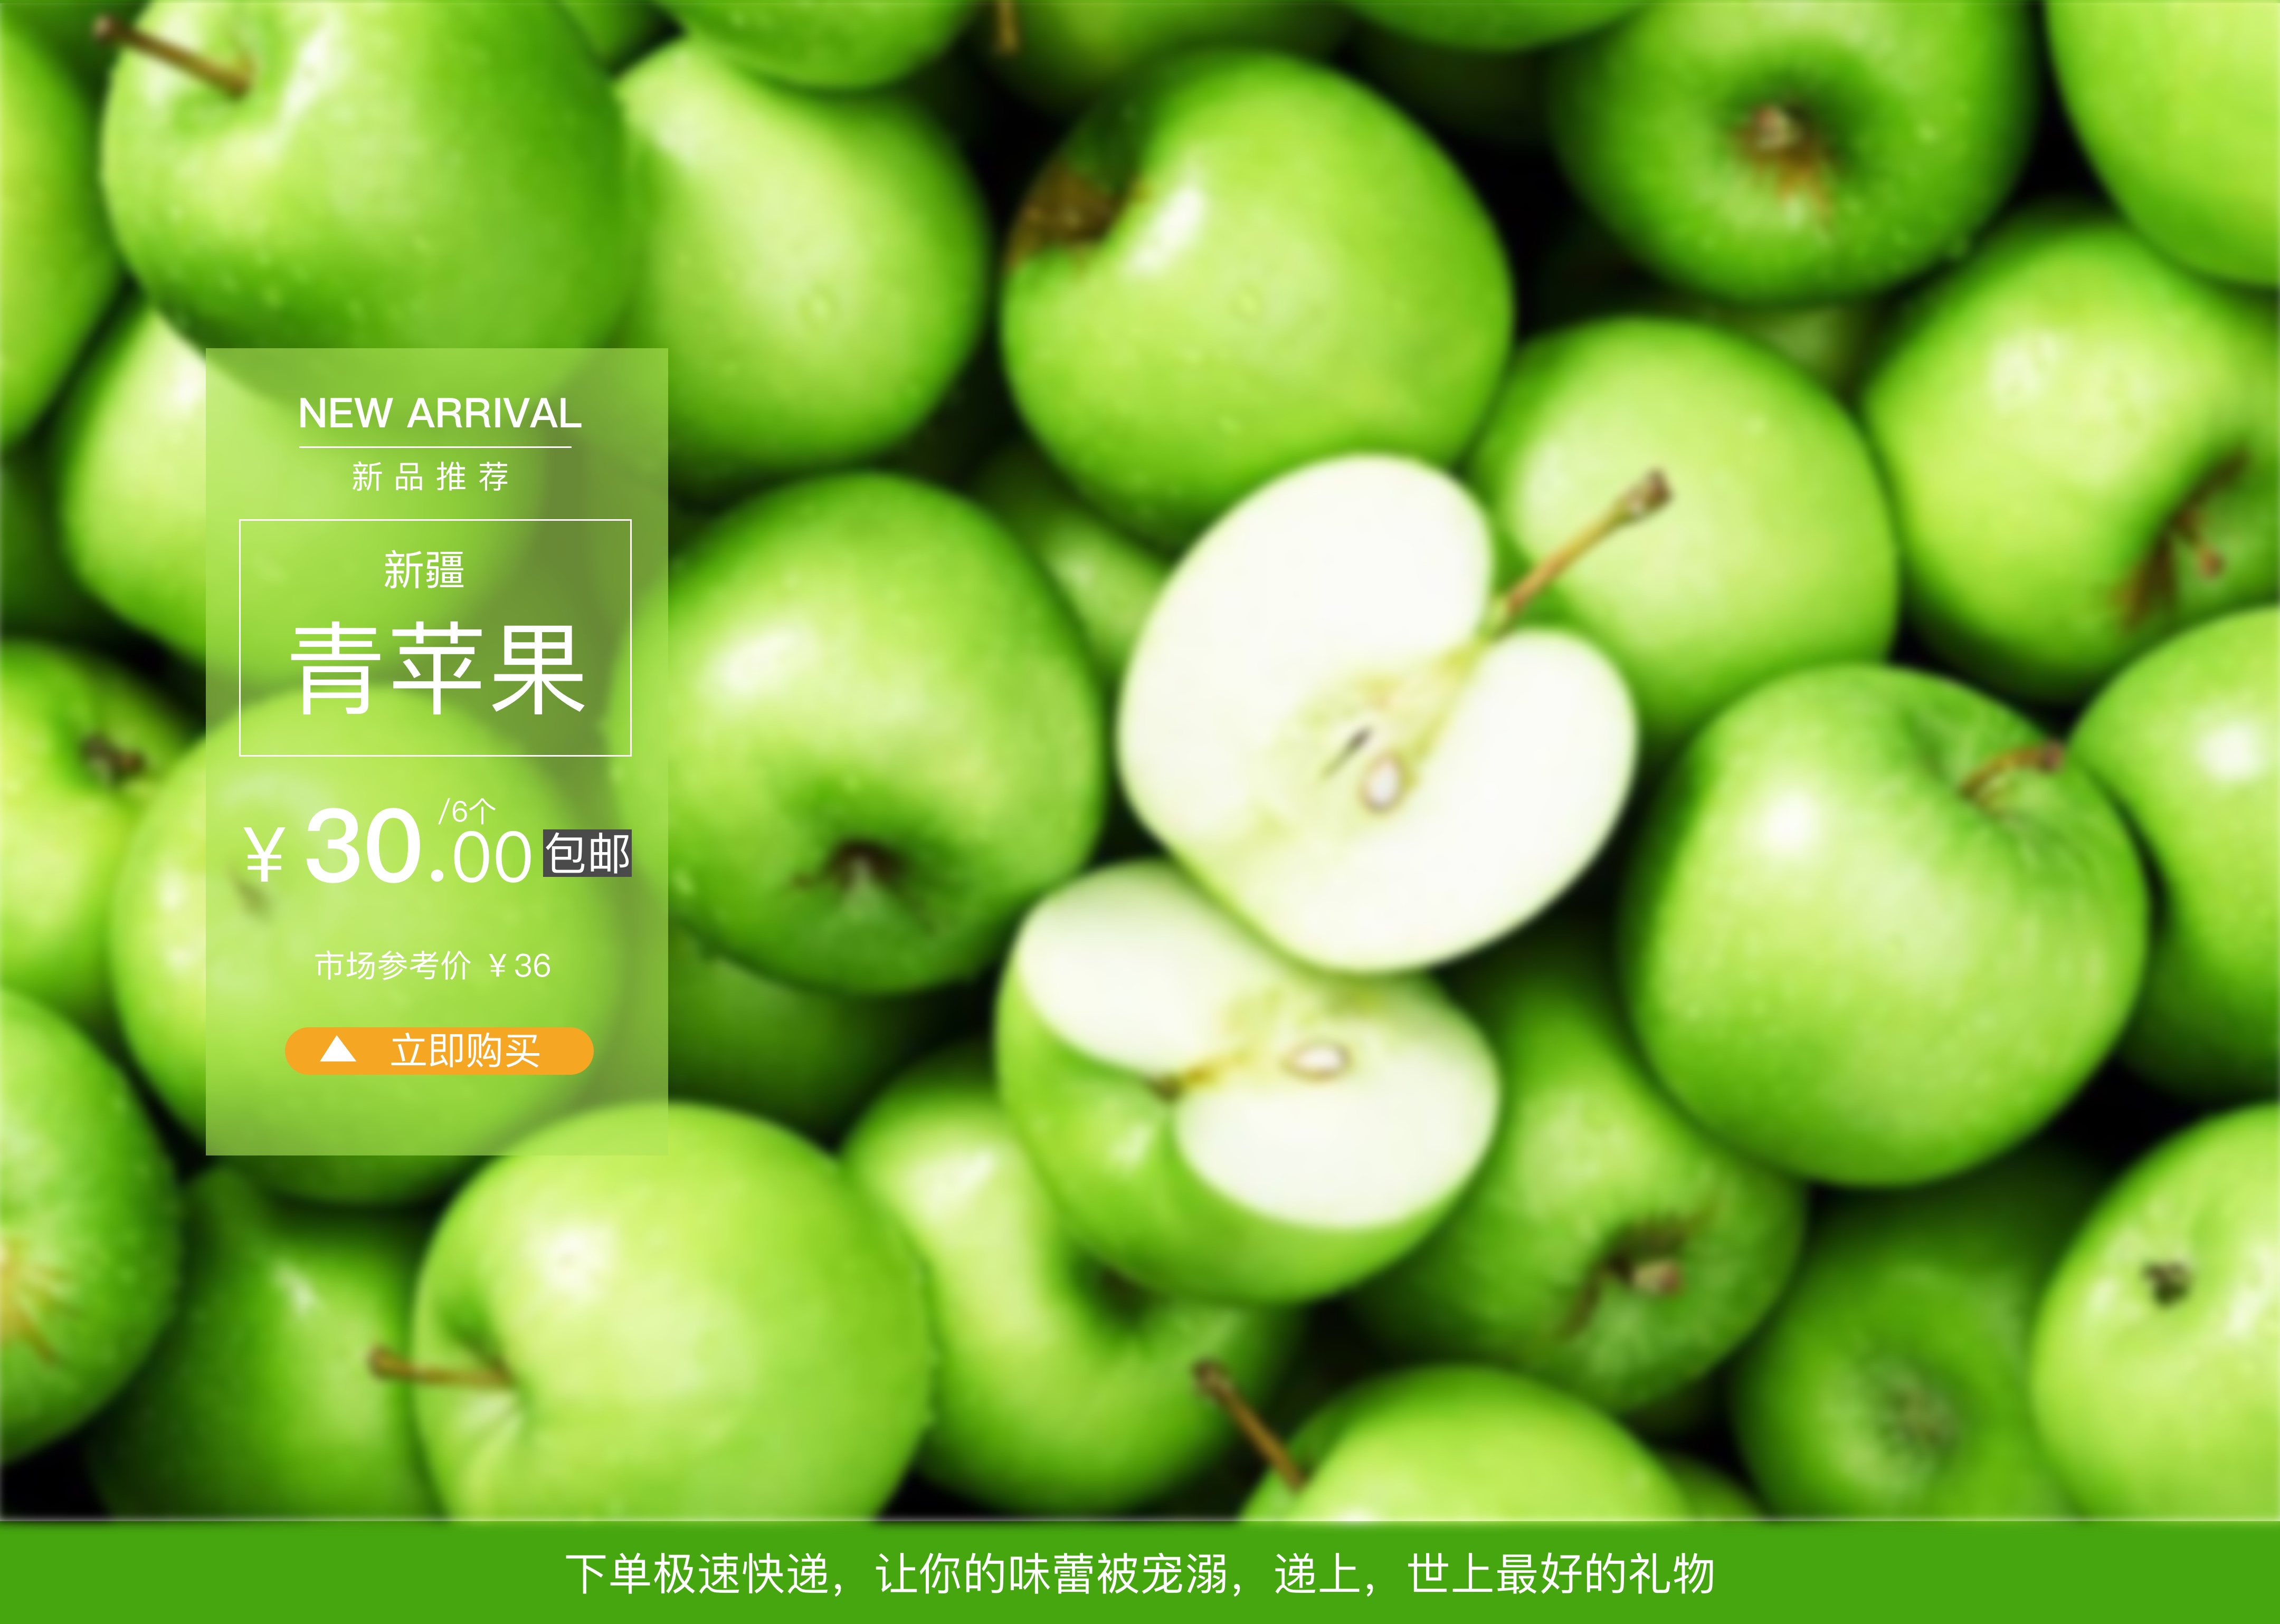 NEW ARRIVAL
新品推荐
新疆
青苹果
/6个
¥30.00 包邮
市场参考价 ¥36
立即购买
下单极速快递，让你的味蕾被宠溺，递上，世上最好的礼物